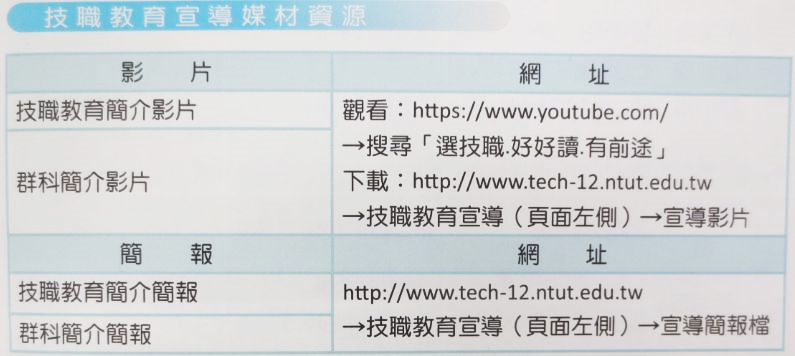 技職教育宣導媒材資源
影 片 網 址
技職教育簡介影片
群科簡介影片
觀看：https://www.youtube.com/
→搜尋「選技職.好好讀.有前途」
下載：http://www.tech-12.ntut.edu.tw
→技職教育宣導（頁面左側）→宣導影片
簡 報 網 址
技職教育簡介簡報
群科簡介簡報
http://www.tech-12.ntut.edu.tw
→技職教育宣導（頁面左側）→宣導簡報檔